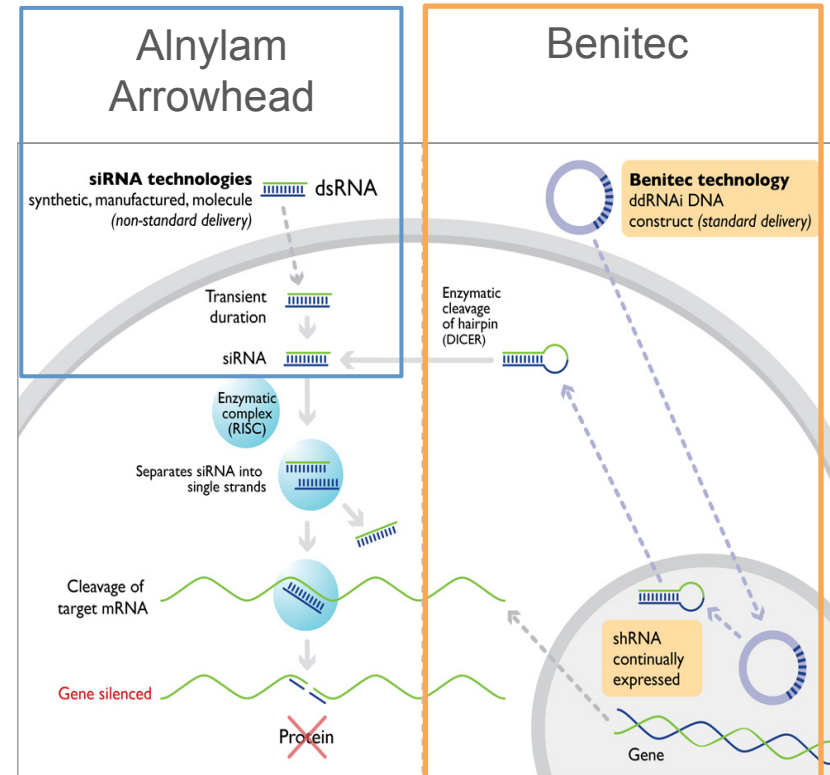 Alnylam
Arrowhead
Benitec
siRNA technologies
synthetic, manufactured, molecule
(non-standard delivery)
dsRNA
Benitec technology
ddRNAi DNA
construct (standard delivery)
Transient
duration
Enzymatic
cleavage
of hairpin
(DICER)
siRNA
Enzymatic
complex
(RISC)
Separates siRNA into
single strands
Cleavage of
target mRNA
shRNA
continually
expressed
Gene silenced
Protein
Gene